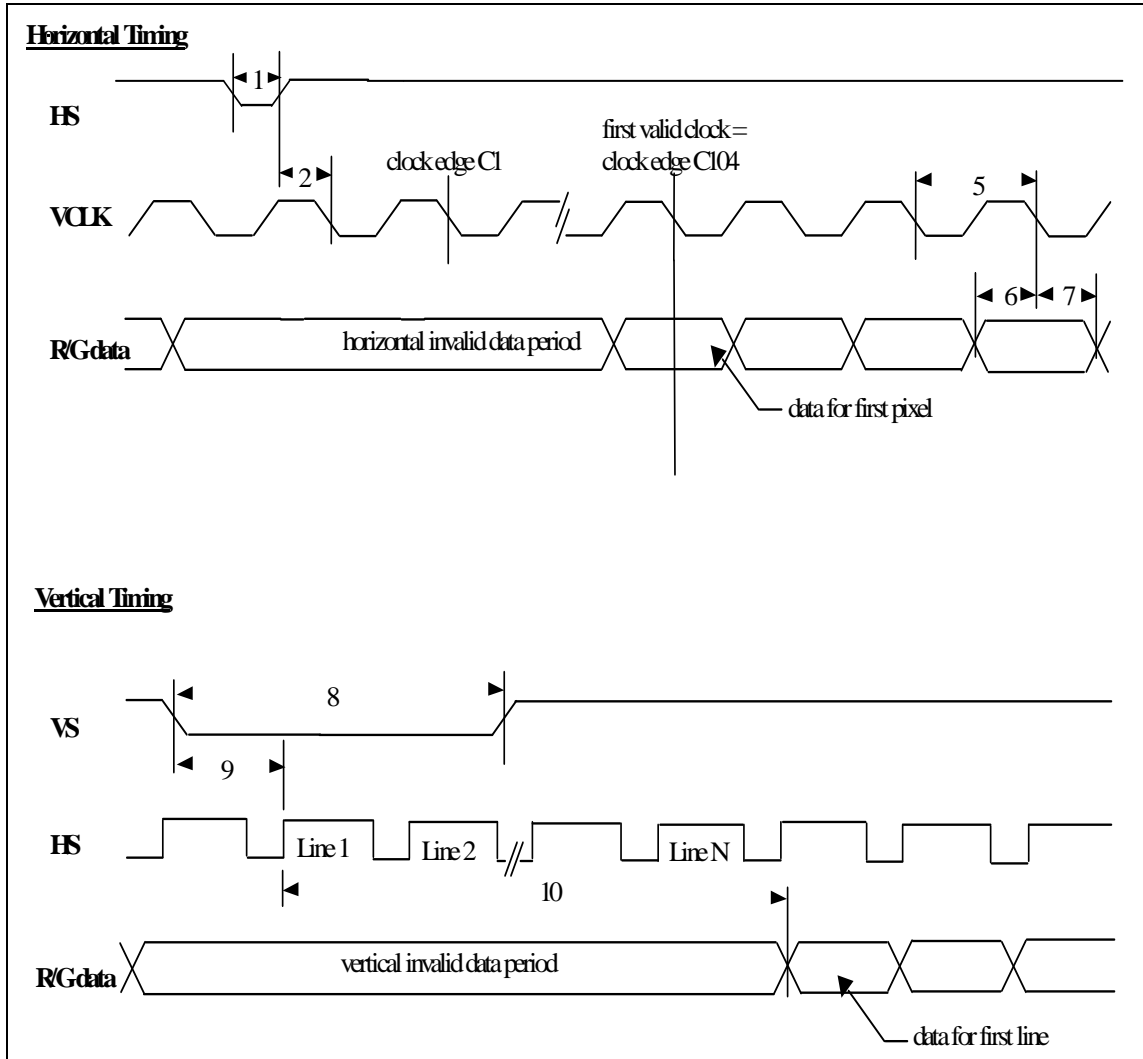 Horizontal Timing
1
HS
first valid clock =
clock edge C104
clock edge C1
2
5
VCLK
6
7
R/G data
horizontal invalid data period
data for first pixel
Vertical Timing
8
VS
9
HS
Line 1
Line 2
Line N
10
R/G data
vertical invalid data period
data for first line